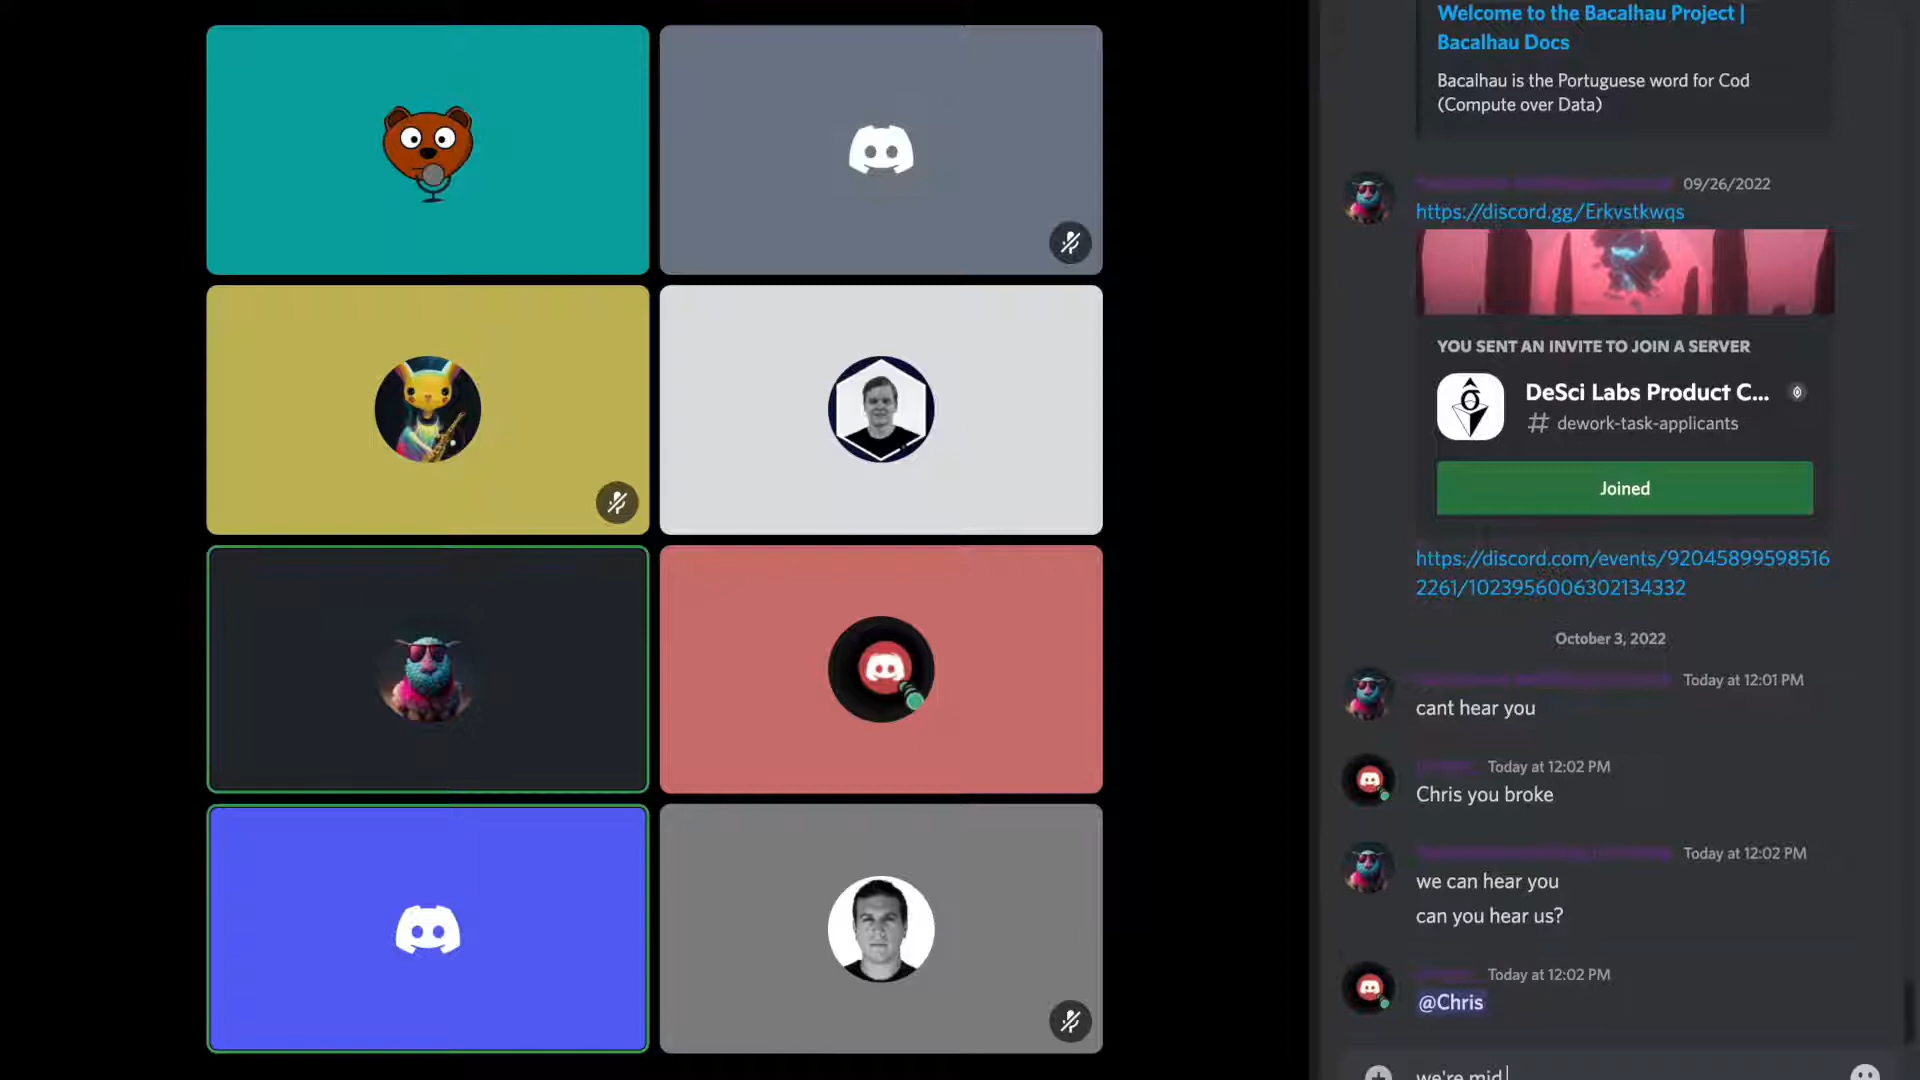 Welcome to the Bacalhau Project |
Bacalhau Docs
Bacalhau is the Portuguese word for Cod
(Compute over Data)
09/26/2022
https://discord.gg/Erkvstkwqs
YOU SENT AN INVITE TO JOIN A SERVER
DeSci Labs Product C...
dework-task-applicants
Joined
https://discord.com/events/92045899598516
2261/1023956006302134332
October 3, 2022
Today at 12:01 PM
cant hear you
Today at 12:02 PM
Chris you broke
Today at 12:02 PM
we can hear you
can you hear us?
Today at 12:02 PM
@Chris
we're mid